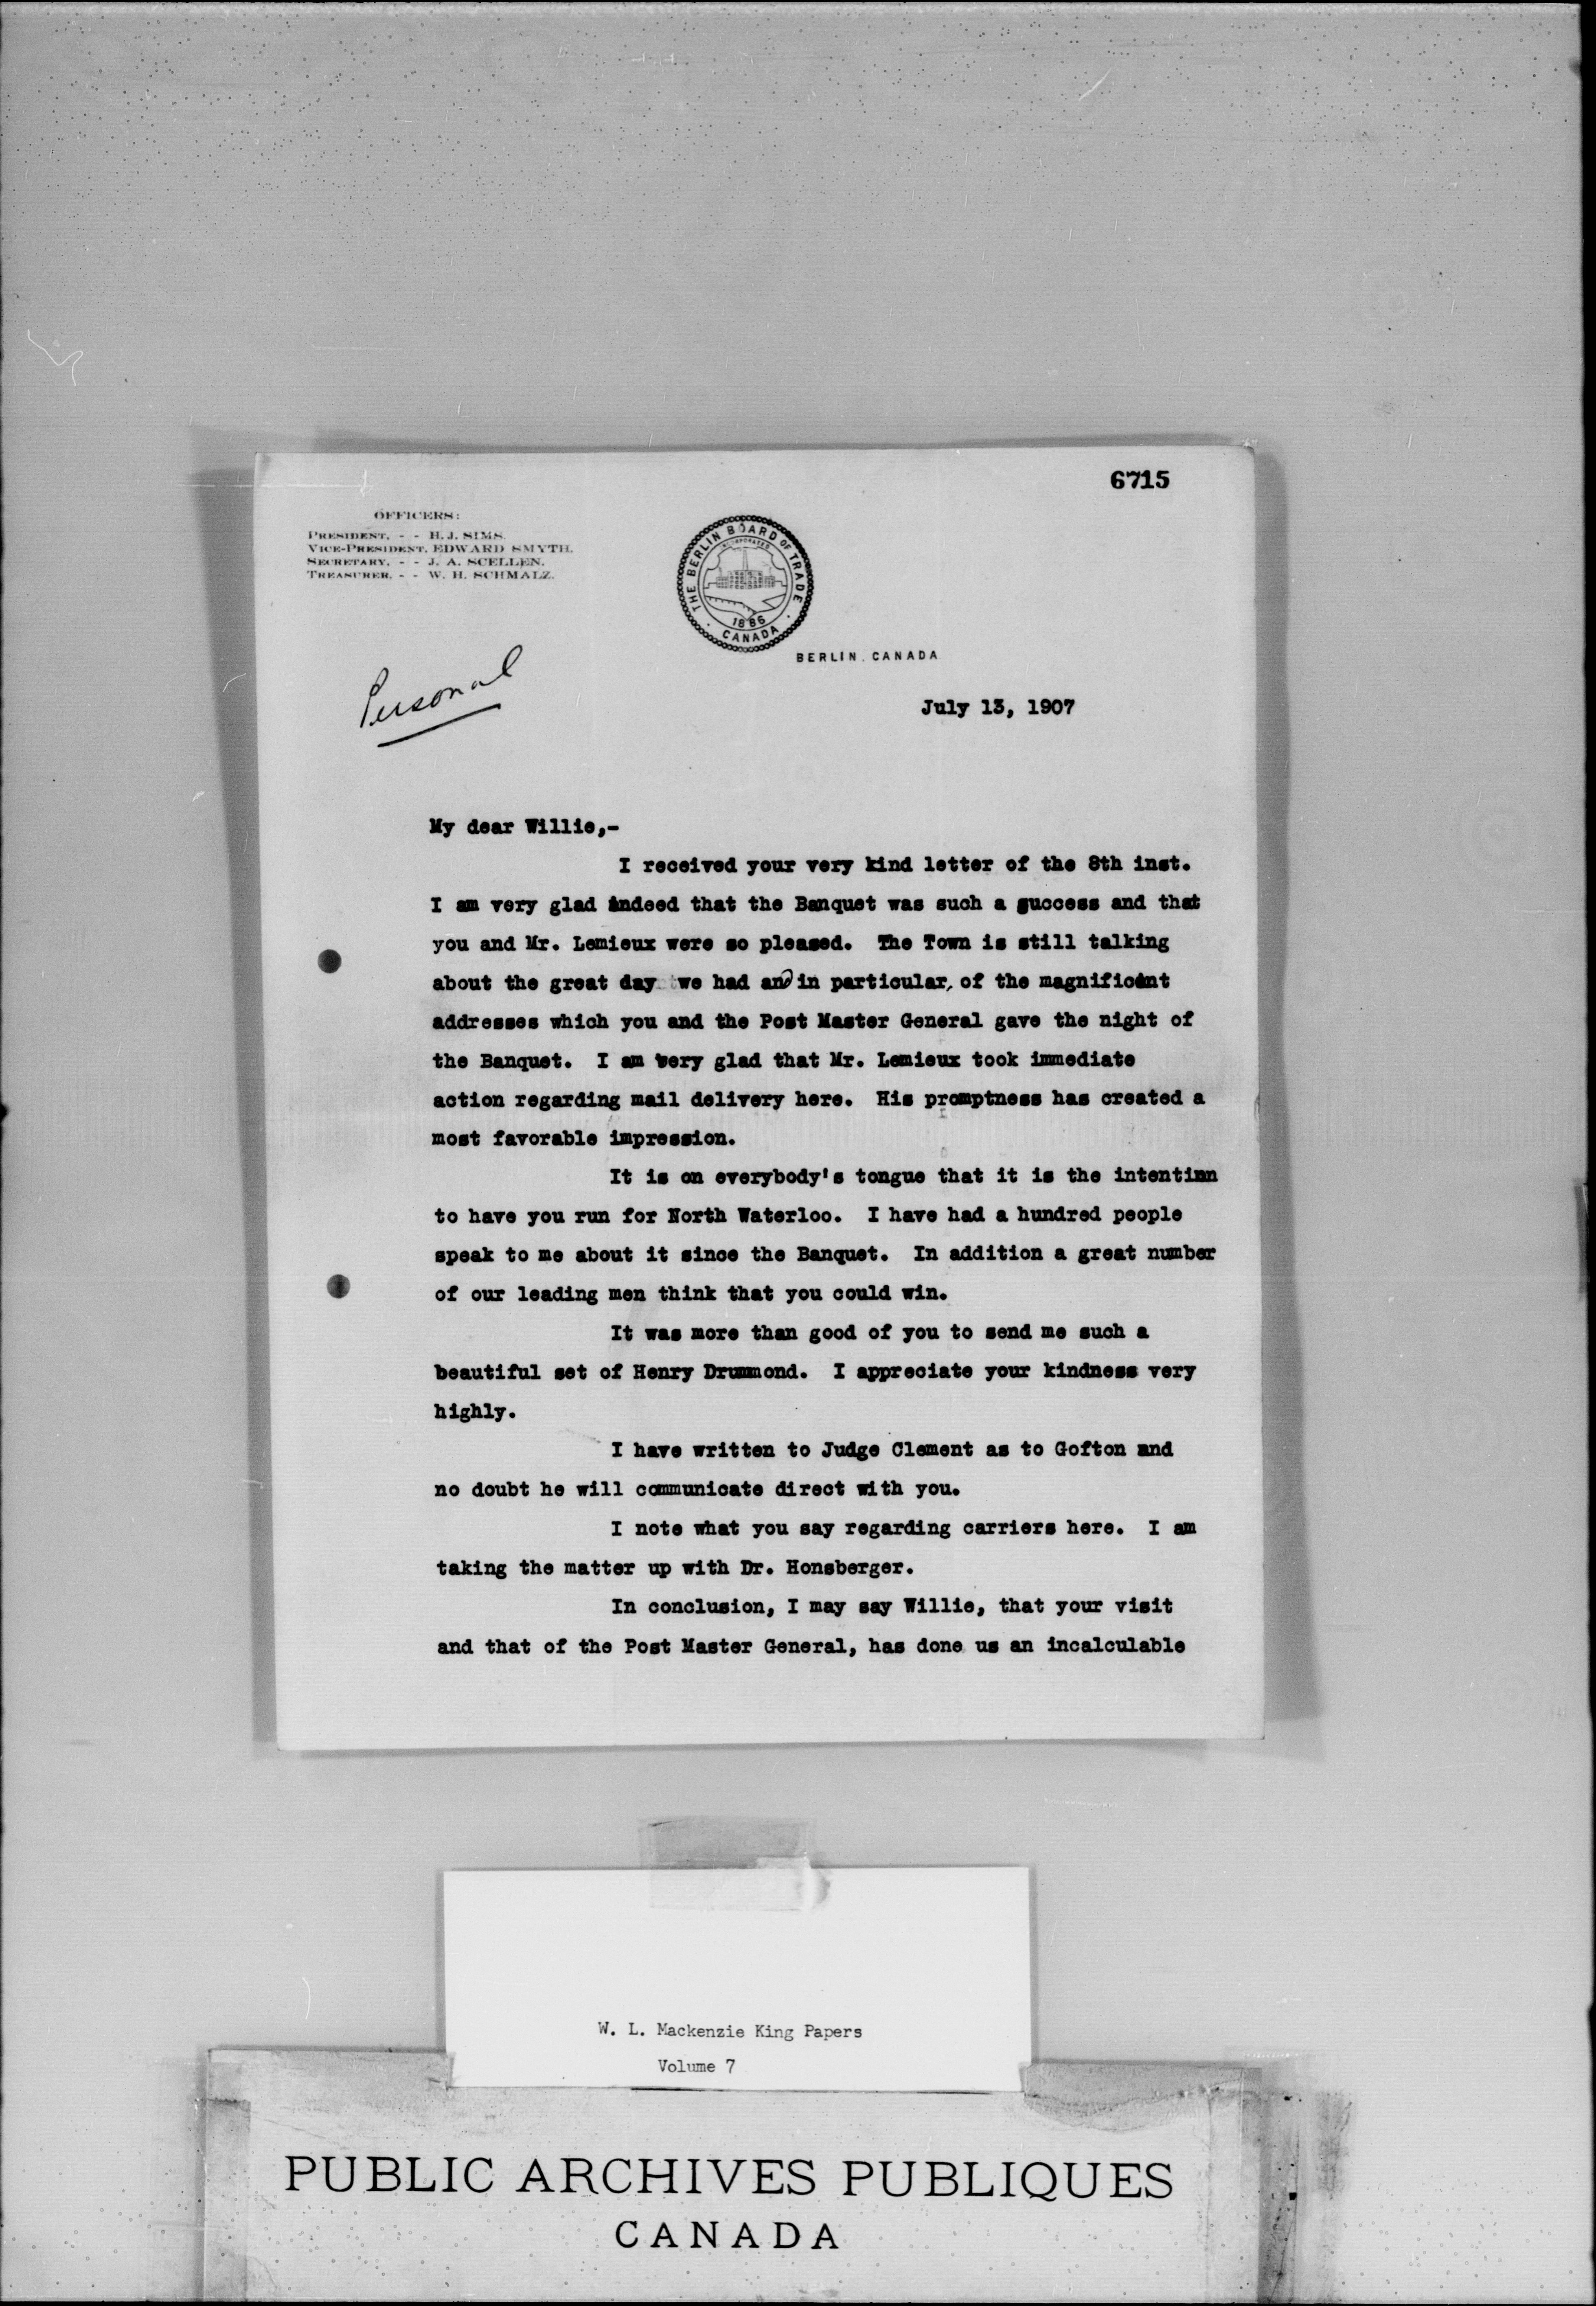 6715
OFFICERS:
PRESIDENT, - - H. J. SIMS.
VICE-PRESIDENT, EDWARD SMYTH.
SECRETARY, - - J. A. SCELLEN.
TREASURER, - - W. H. SCHMALZ.
THE BERLIN BOARD OF TRADE
INCORPORATED
1886
CANADA
BERLIN, CANADA
Personal
July 13, 1907
My dear Willie,-
I received your very kind letter of the 8th inst.
I am very glad indeed that the Banquet was such a success and that
you and Mr. Lemieux were so pleased. The Town is still talking
about the great day we had and in particular, of the magnificent
addresses which you and the Post Master General gave the night of
the Banquet. I am very glad that Mr. Lemieux took immediate
action regarding mail delivery here. His promptness has created a
most favorable impression.
It is on everybody's tongue that it is the intentinn
to have you run for North Waterloo. I have had a hundred people
speak to me about it since the Banquet. In addition a great number
of our leading men think that you could win.
It was more than good of you to send me such a
beautiful set of Henry Drummond. I appreciate your kindness very
highly.
I have written to Judge Clement as to Gofton and
no doubt he will communicate direct with you.
I note what you say regarding carriers here. I am
taking the matter up with Dr. Honsberger.
In conclusion, I may say Willie, that your visit
and that of the Post Master General, has done us an incalculable
W. L. Mackenzie King Papers
Volume 7
PUBLIC ARCHIVES PUBLIQUES
CANADA